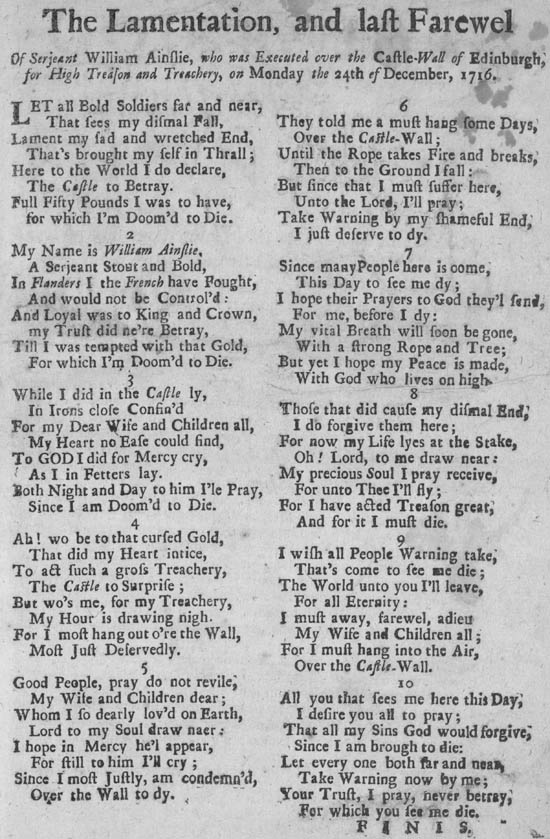 The Lamentation, and laſt Farewel
Of Serjeant William Ainſlie, who was Executed over the Caſtle-Wall of Edinburgh,
for High Treaſon and Treachery, on Monday the 24th of December, 1716.
LET all Bold Soldiers far and near,
That ſees my diſmal Fall,
Lament my ſad and wretched End,
That's brought my ſelf in Thrall;
Here to the World I do declare,
The Caſtle to Betray.
Full Fifty Pounds I was to have,
for which I'm Doom'd to Die.
2
My Name is William Ainſlie,
A Serjeant Stout and Bold,
In Flanders I the French have Fought,
And would not be Control'd:
And Loyal was to King and Crown,
my Truſt did ne're Betray,
Till I was tempted with that Gold,
For which I'm Doom'd to Die.
3
While I did in the Caſtle ly,
In Irons cloſe Confin'd
For my Dear Wife and Children all,
My Heart no Eaſe could find,
To GOD I did for Mercy cry,
As I in Fetters lay.
Both Night and Day to him I'le Pray,
Since I am Doom'd to Die.
4
Ah! wo be to that curſed Gold,
That did my Heart intice,
To act ſuch a groſs Treachery,
The Caſtle to Surpriſe;
But wo's me, for my Treachery,
My Hour is drawing nigh.
For I moſt hang out o're the Wall,
Moſt Juſt Deſervedly.
5
Good People, pray do not revile,
My Wife and Children dear;
Whom I ſo dearly lov'd on Earth,
Lord to my Soul draw naer:
I hope in Mercy he'l appear,
For ſtill to him I'll cry;
Since I moſt Juſtly, am condemn'd,
Over the Wall to dy.
6
They told me a muſt hang ſome Days,
Over the Caſtle-Wall;
Until the Rope takes Fire and breaks,
Then to the Ground I fall:
But ſince that I muſt ſuffer here,
Unto the Lord, I'll pray;
Take Warning by my ſhameful End,
I juſt deſerve to dy.
7
Since many People here is come,
This Day to ſee me dy;
I hope their Prayers to God they'l ſend,
For me, before I dy:
My vital Breath will ſoon be gone,
With a ſtrong Rope and Tree;
But yet I hope my Peace is made,
With God who lives on high.
8
Thoſe that did cauſe my diſmal End,
I do forgive them here;
For now my Life lyes at the Stake,
Oh! Lord, to me draw near:
My precious Soul I pray receive,
For unto Thee I'll fly;
For I have acted Treaſon great,
And for it I muſt die.
9
I wiſh all People Warning take,
That's come to ſee me die;
The World unto you I'll leave,
For all Eternity:
I muſt away, farewel, adieu
My Wife and Children all;
For I muſt hang into the Air,
Over the Caſtle-Wall.
10
All you that ſees me here this Day,
I deſire you all to pray;
That all my Sins God would forgive,
Since I am brough to die:
Let every one both far and near,
Take Warning now by me;
Your Truſt, I pray, never betray,
For which you ſee me die.
FINIS.